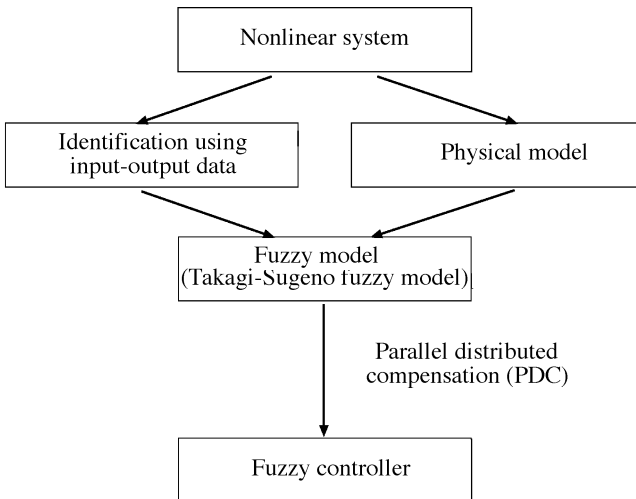 Nonlinear system
Identification using
input-output data
Physical model
Fuzzy model
(Takagi-Sugeno fuzzy model)
Parallel distributed
compensation (PDC)
Fuzzy controller